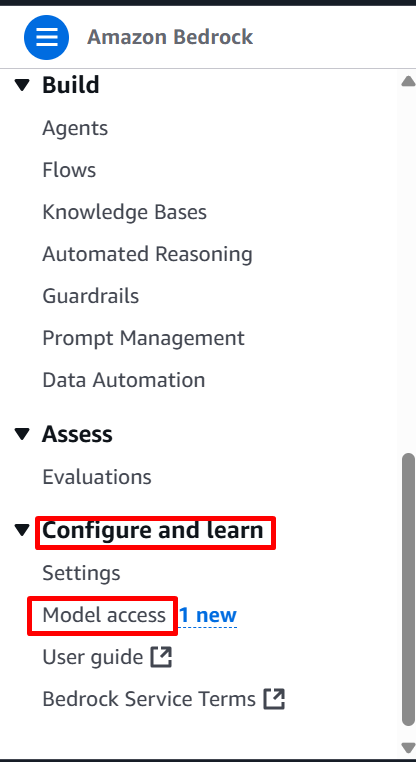 Amazon Bedrock
Build
Agents
Flows
Knowledge Bases
Automated Reasoning
Guardrails
Prompt Management
Data Automation
Assess
Evaluations
Configure and learn
Settings
Model access 1 new
User guide
Bedrock Service Terms